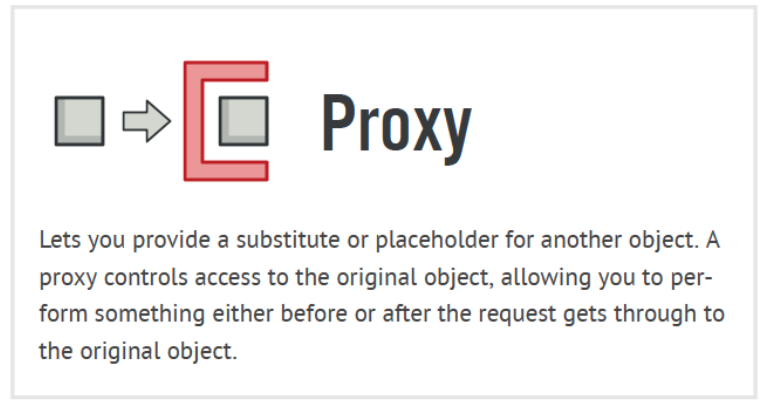 Proxy
Lets you provide a substitute or placeholder for another object. A
proxy controls access to the original object, allowing you to per-
form something either before or after the request gets through to
the original object.